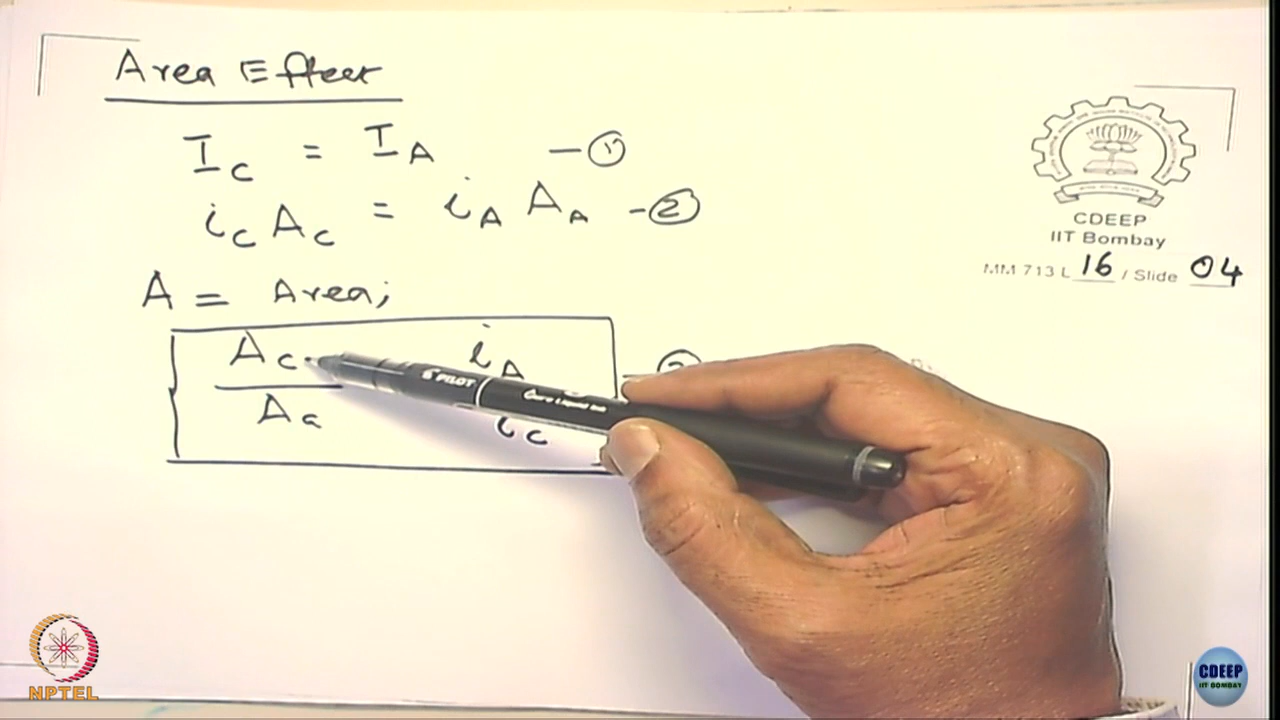 Area Effect
I_C = I_A — ①
i_C A_C = i_A A_A - ②
A = Area;
A_C i_A
A_a i_C
CDEEP
IIT Bombay
MM 713 L 16 / Slide 04
PILOT
NPTEL
CDEEP
IIT BOMBAY